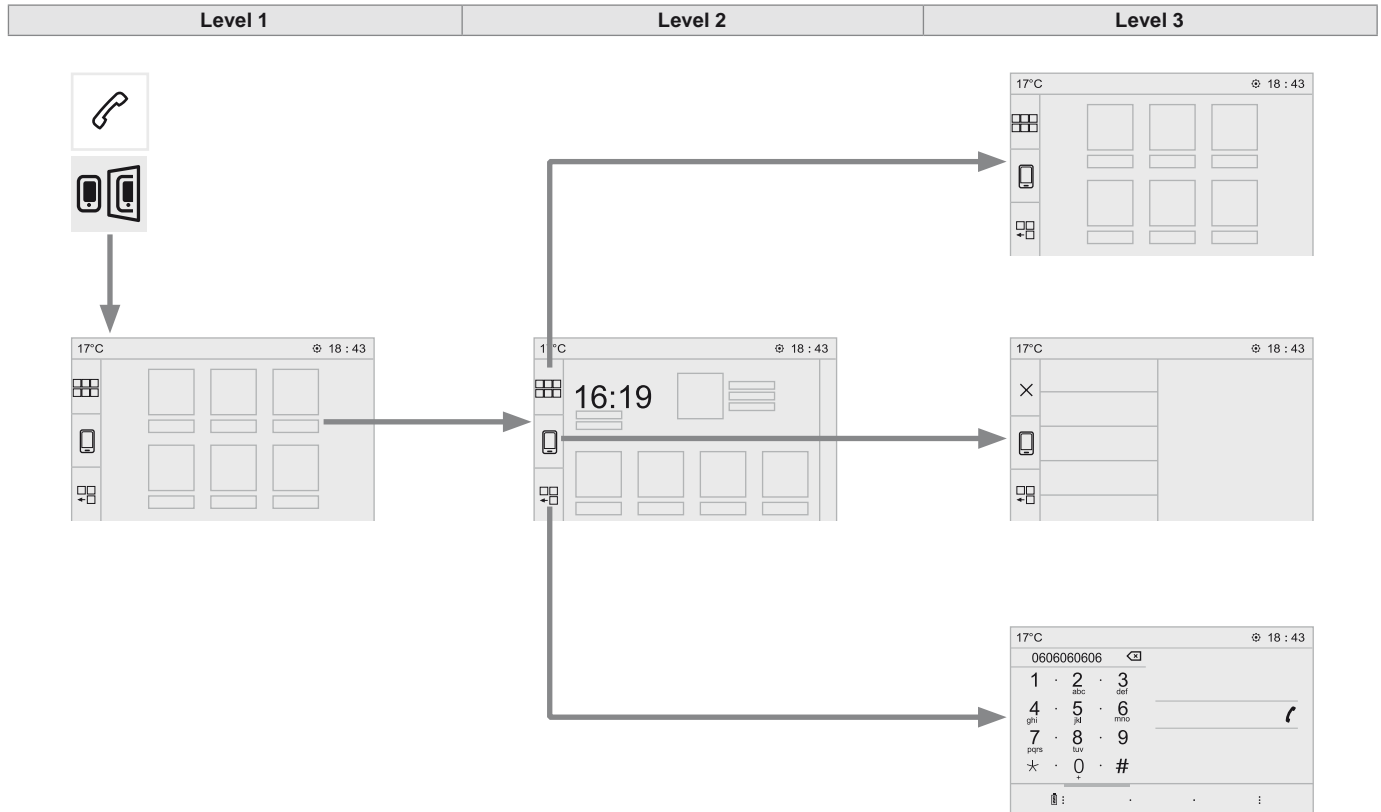 Level 1 Level 2 Level 3
17°C 18 : 43
17°C 18 : 43
16:19
17°C 18 : 43
17°C 18 : 43
17°C 18 : 43
0606060606
1 · 2 · 3
abc def
4 · 5 · 6
ghi jkl mno
7 · 8 · 9
pqrs tuv
* · 0 · #
+